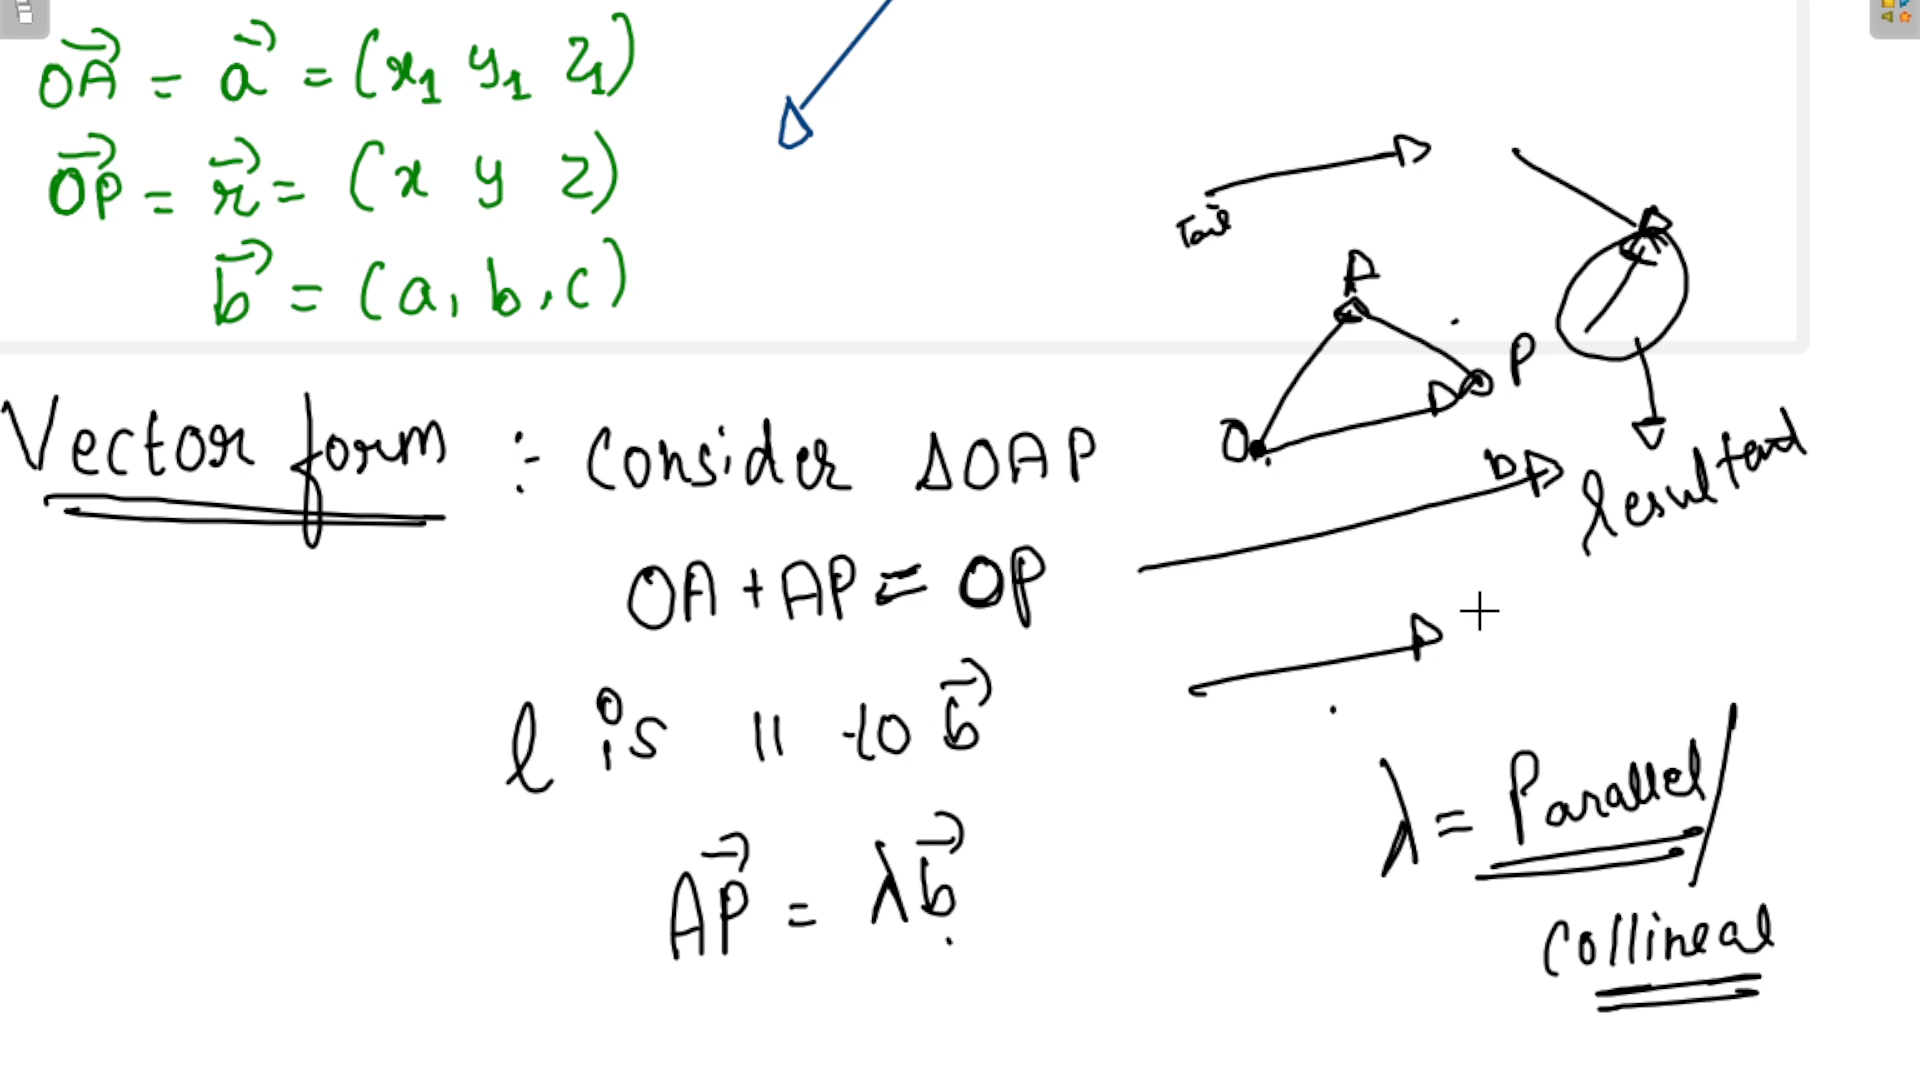 OA⃗ = a⃗ = (x₁ y₁ z₁)
OP⃗ = r⃗ = (x y z)
b⃗ = (a, b, c)
Tail
A
P
O
Resultant
Vector form :- Consider ΔOAP
OA + AP = OP
b
l is || to b⃗
AP⃗ = λb⃗
λ = Parallel/
Collineal